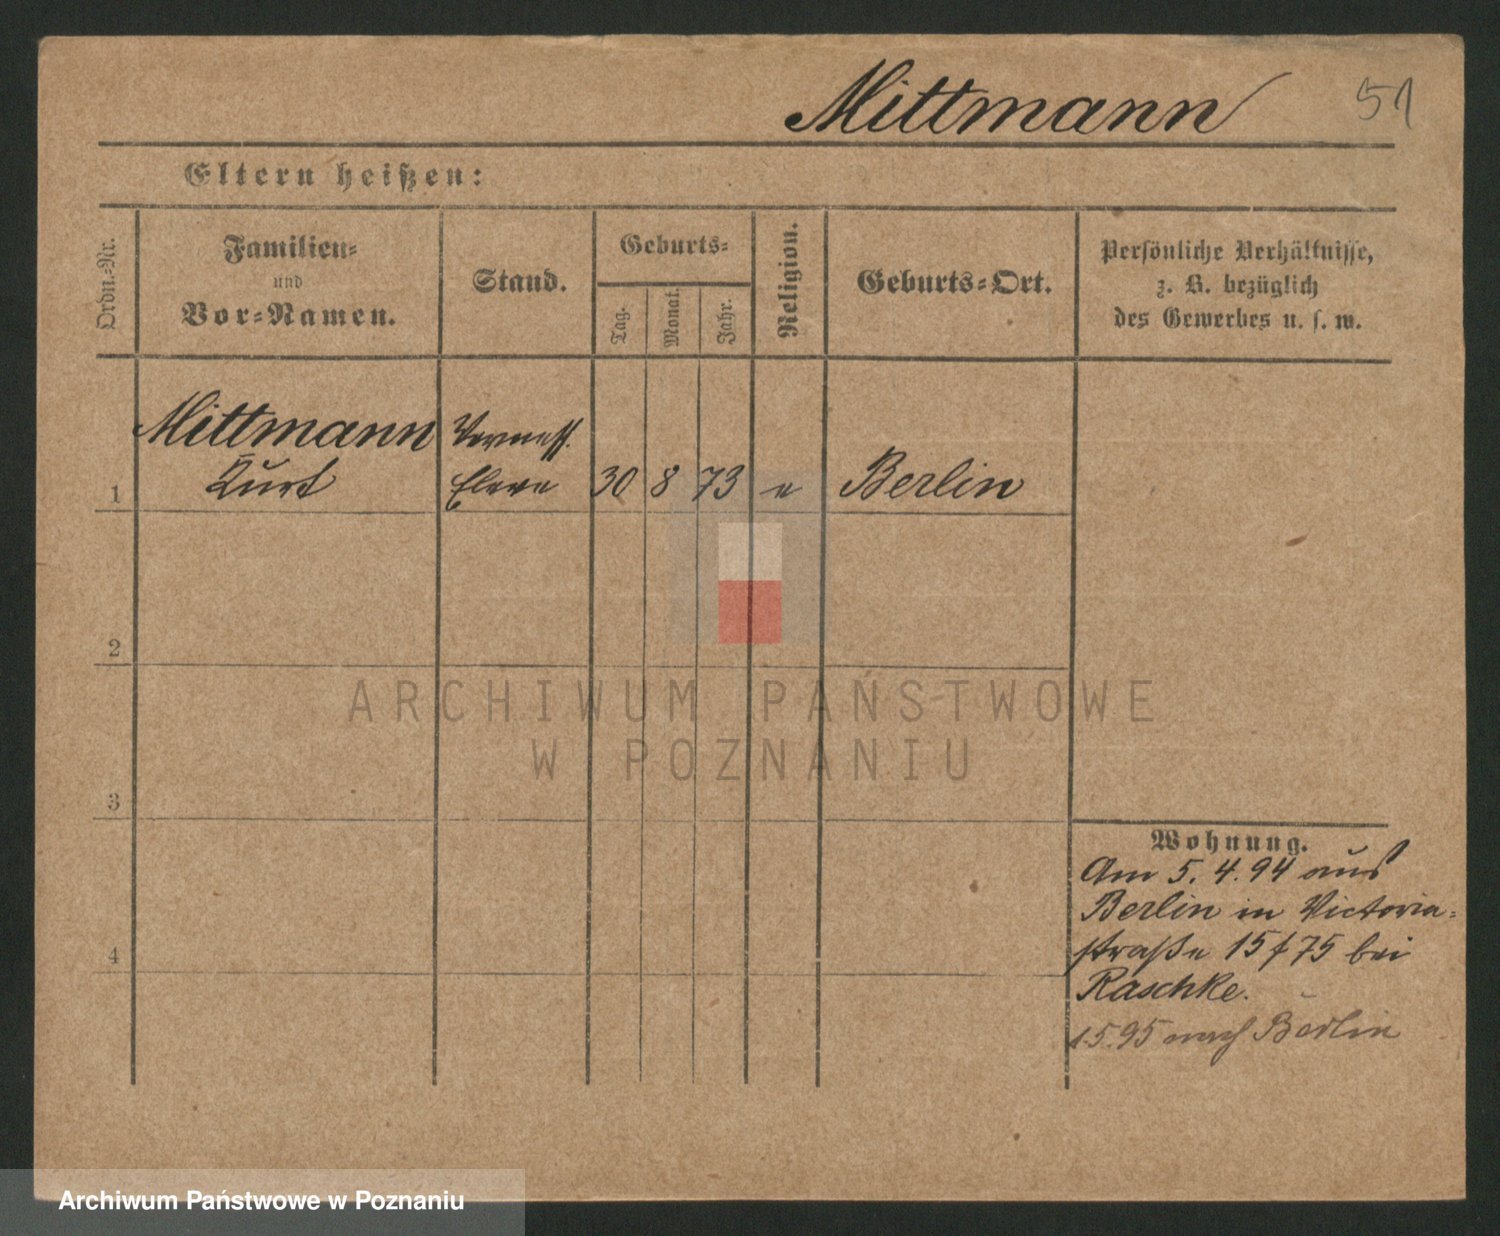 Mittmann 51
Eltern heißen:
Ordn.-Nr.
Familien-
und
Vor-Namen.
Stand.
Geburts-
Tag.
Monat.
Jahr.
Religion.
Geburts-Ort.
Persönliche Verhältnisse,
z. B. bezüglich
des Gewerbes u. s. w.
Mittmann Vermess.
1 Kurt Eleve 30 8 73 e Berlin
2
ARCHIWUM PAŃSTWOWE
W POZNANIU
3
4
Wohnung.
Am 5. 4. 94 aus
Berlin in Victoria-
straße 15 f 75 bei
Raschke.
1.5.95 nach Berlin
Archiwum Państwowe w Poznaniu